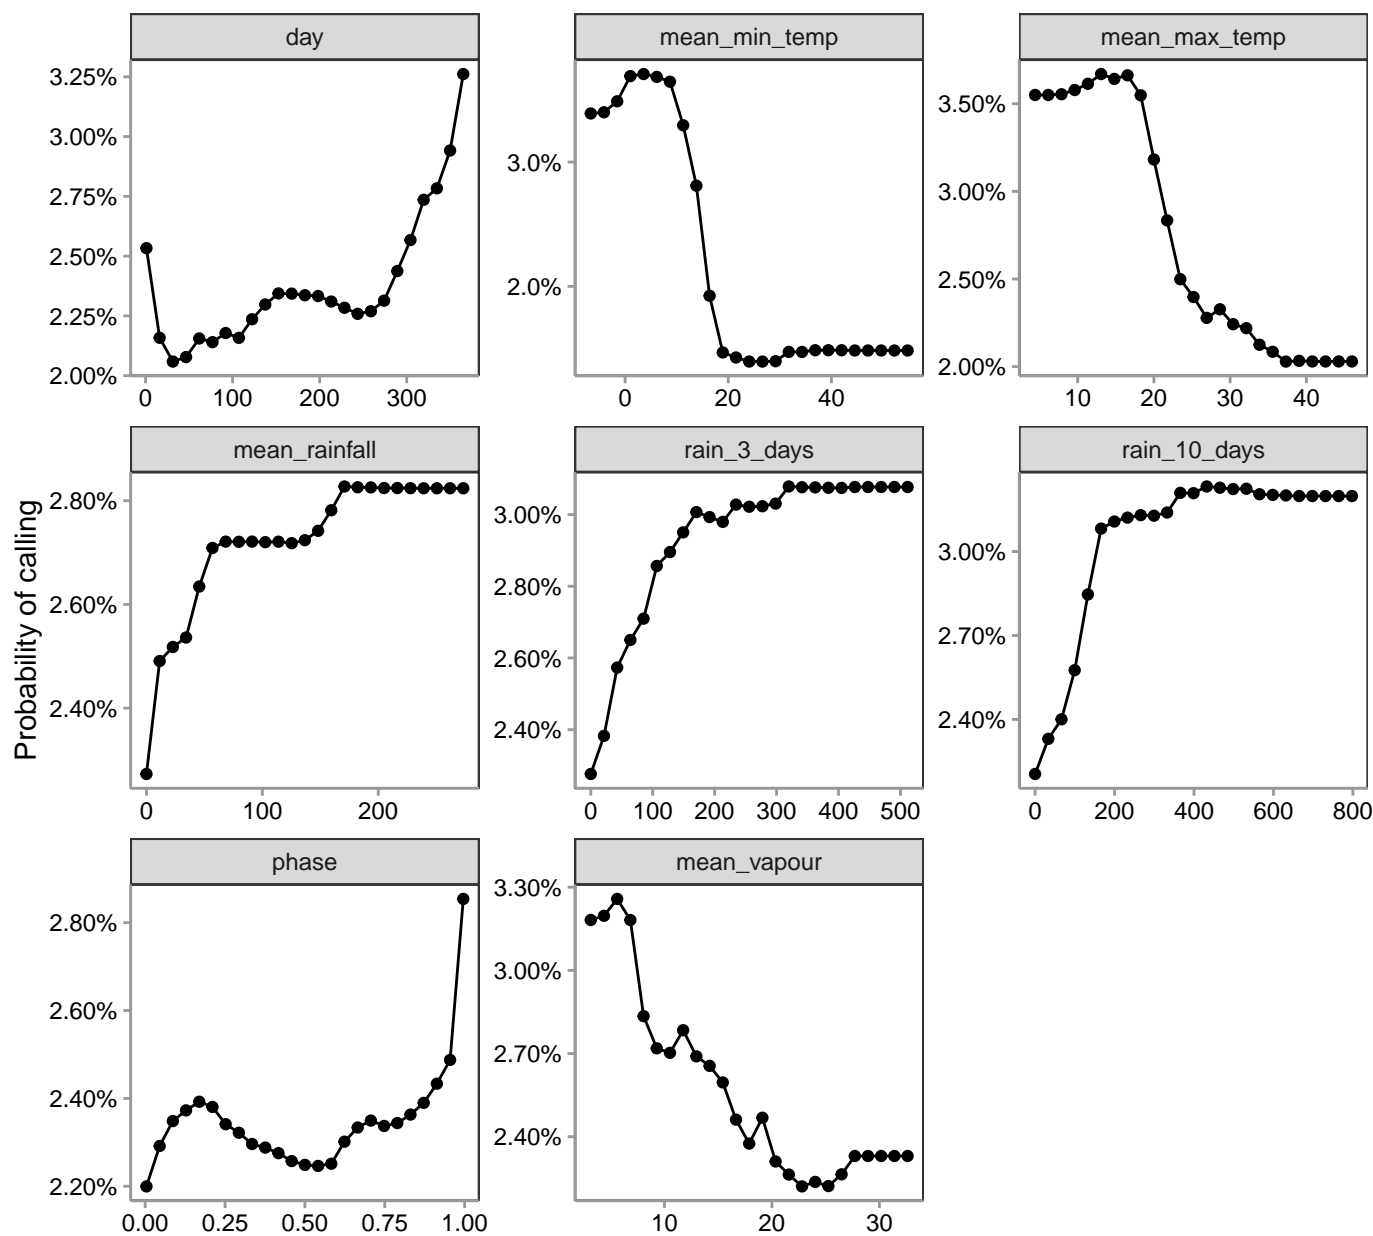 day
mean_min_temp
mean_max_temp
3.25%
3.00%
2.75%
2.50%
2.25%
2.00%
3.0%
2.0%
3.50%
3.00%
2.50%
2.00%
0 100 200 300
0 20 40
10 20 30 40
mean_rainfall
rain_3_days
rain_10_days
Probability of calling
2.80%
2.60%
2.40%
3.00%
2.80%
2.60%
2.40%
3.00%
2.70%
2.40%
0 100 200
0 100 200 300 400 500
0 200 400 600 800
phase
mean_vapour
2.80%
2.60%
2.40%
2.20%
3.30%
3.00%
2.70%
2.40%
0.00 0.25 0.50 0.75 1.00
10 20 30